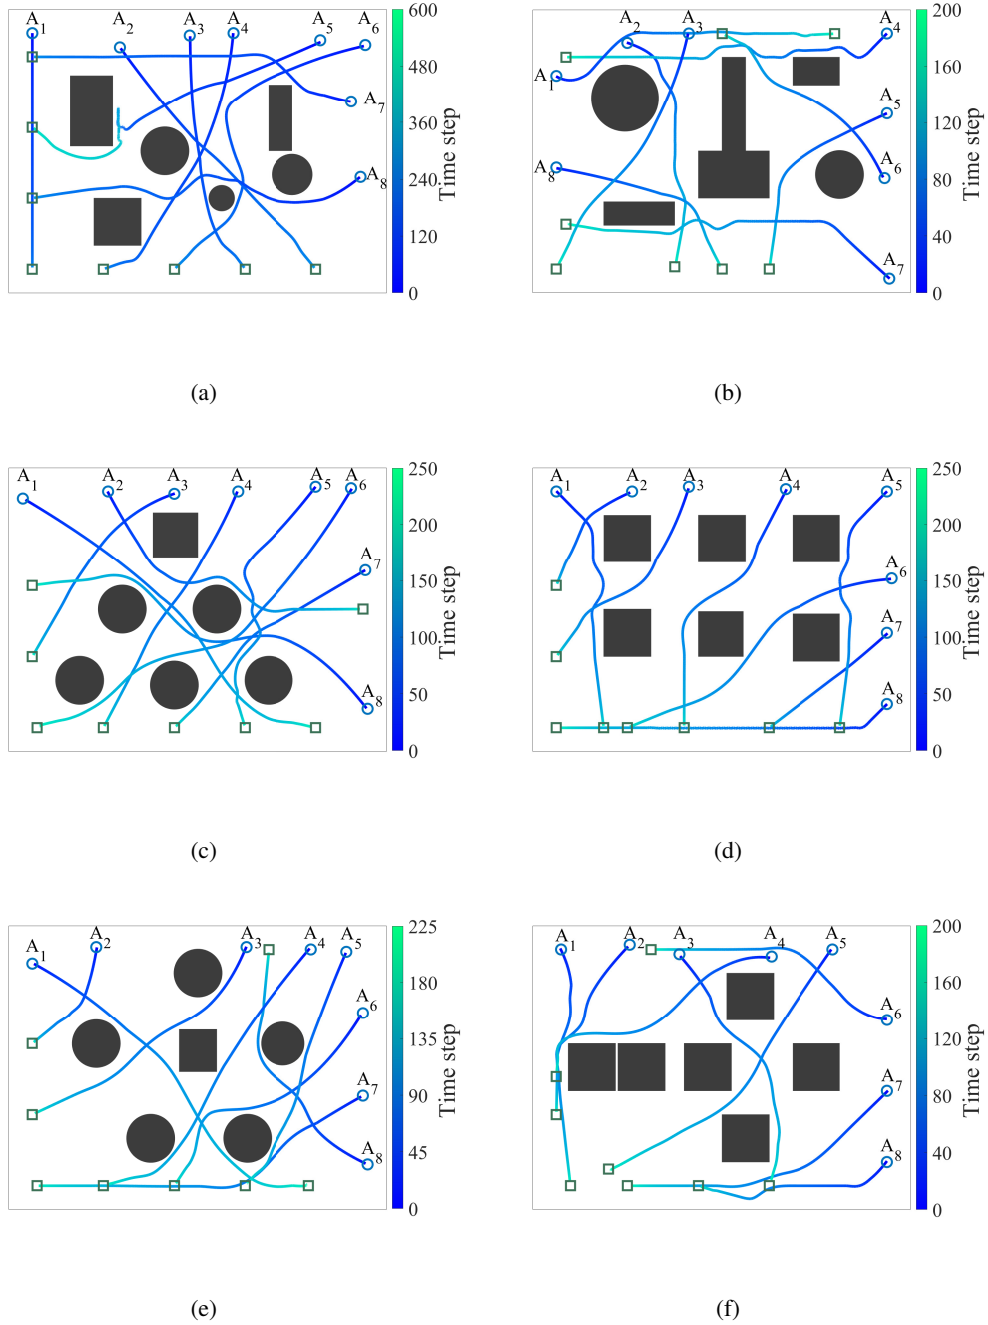 A1 A2 A3 A4 A5 A6 600
480
A7
360
A8
240
120
0
Time step
(a)
A2 A3 A4 200
A1
160
A5
120
A8 A6
80
40
A7
0
Time step
(b)
A1 A2 A3 A4 A5 A6 250
200
A7
150
100
A8
50
0
Time step
(c)
A1 A2 A3 A4 A5 250
200
A6
150
A7
100
A8
50
0
Time step
(d)
A1 A2 A3 A4 A5 225
180
A6
135
A7
90
A8
45
0
Time step
(e)
A1 A2 A3 A4 A5 200
160
A6
120
A7
80
A8
40
0
Time step
(f)